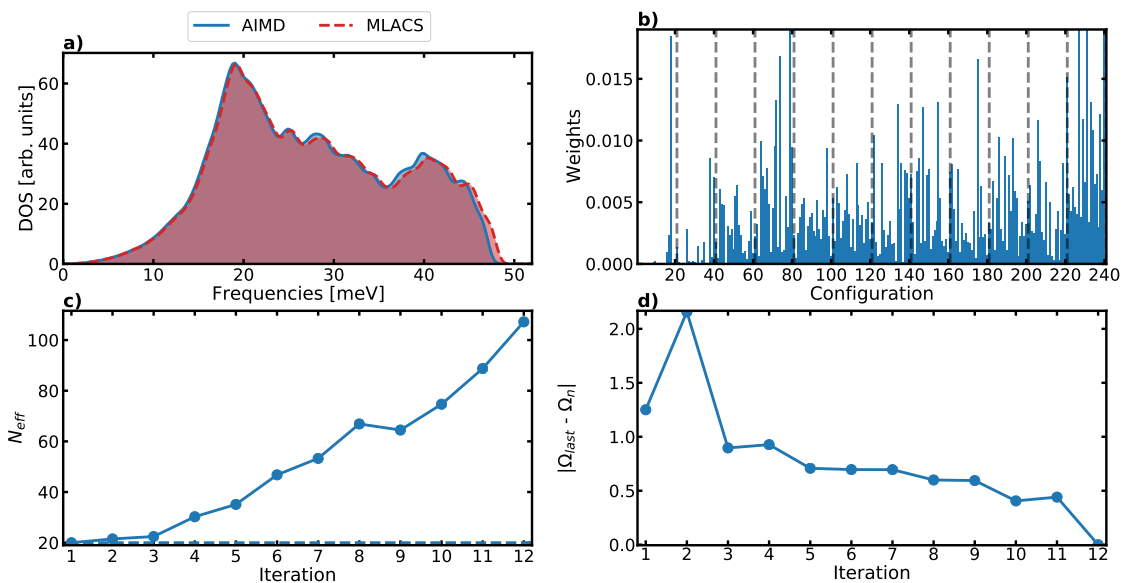 AIMD MLACS
a)
DOS [arb. units]
60
40
20
0
0 10 20 30 40 50
Frequencies [meV]
b)
Weights
0.015
0.010
0.005
0.000
20 40 60 80 100 120 140 160 180 200 220 240
Configuration
c)
N_eff
100
80
60
40
20
1 2 3 4 5 6 7 8 9 10 11 12
Iteration
d)
|Ω_last - Ω_n|
2.0
1.5
1.0
0.5
0.0
1 2 3 4 5 6 7 8 9 10 11 12
Iteration